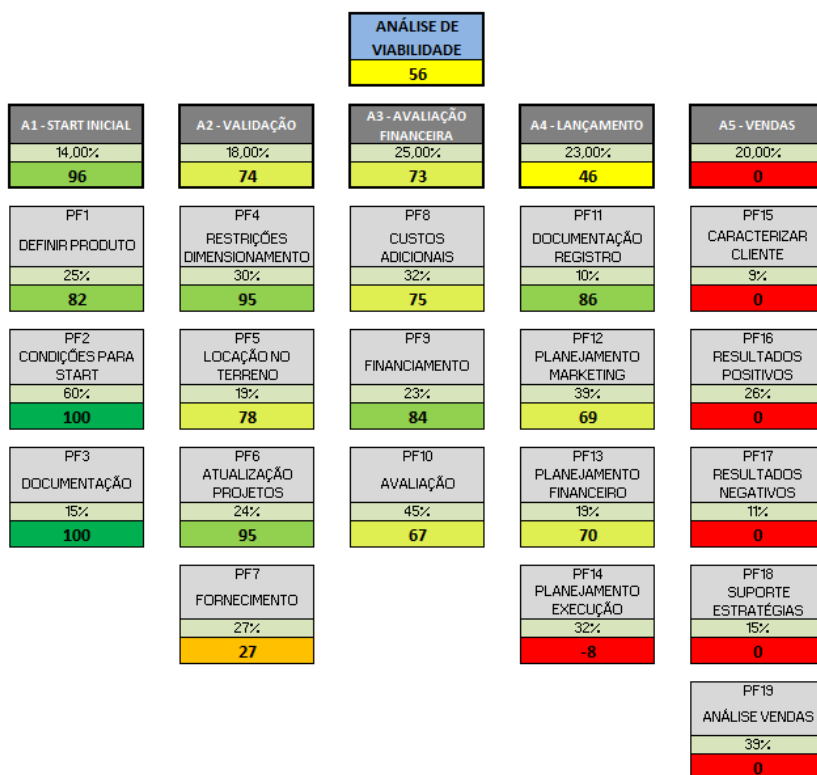 ANÁLISE DE
VIABILIDADE
56
A1 - START INICIAL
14,00%
96
PF1
DEFINIR PRODUTO
25%
82
PF2
CONDIÇÕES PARA
START
60%
100
PF3
DOCUMENTAÇÃO
15%
100
A2 - VALIDAÇÃO
18,00%
74
PF4
RESTRIÇÕES
DIMENSIONAMENTO
30%
95
PF5
LOCAÇÃO NO
TERRENO
19%
78
PF6
ATUALIZAÇÃO
PROJETOS
24%
95
PF7
FORNECIMENTO
27%
27
A3 - AVALIAÇÃO
FINANCEIRA
25,00%
73
PF8
CUSTOS
ADICIONAIS
32%
75
PF9
FINANCIAMENTO
23%
84
PF10
AVALIAÇÃO
45%
67
A4 - LANÇAMENTO
23,00%
46
PF11
DOCUMENTAÇÃO
REGISTRO
10%
86
PF12
PLANEJAMENTO
MARKETING
39%
69
PF13
PLANEJAMENTO
FINANCEIRO
19%
70
PF14
PLANEJAMENTO
EXECUÇÃO
32%
-8
A5 - VENDAS
20,00%
0
PF15
CARACTERIZAR
CLIENTE
9%
0
PF16
RESULTADOS
POSITIVOS
26%
0
PF17
RESULTADOS
NEGATIVOS
11%
0
PF18
SUPORTE
ESTRATÉGIAS
15%
0
PF19
ANÁLISE VENDAS
39%
0